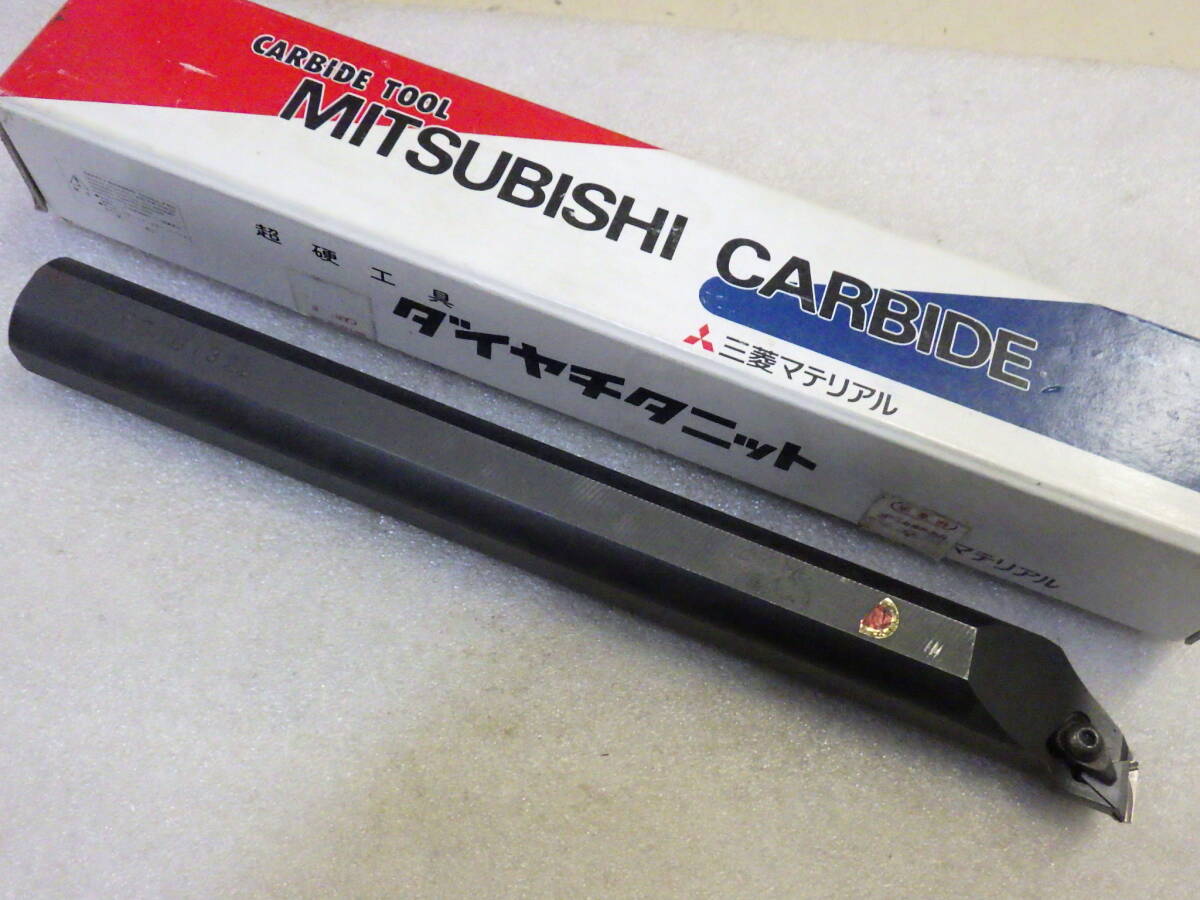 CARBIDE TOOL
MITSUBISHI CARBIDE
三菱マテリアル
超硬工具
ダイヤチタニット
マテリアル